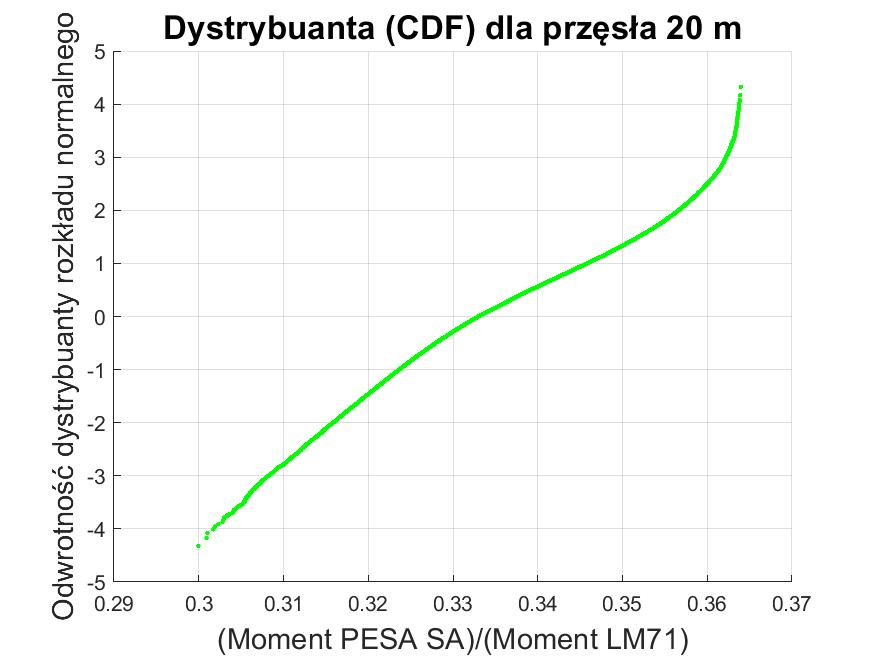 Dystrybuanta (CDF) dla przęsła 20 m
Odwrotność dystrybuanty rozkładu normalnego
5
4
3
2
1
0
-1
-2
-3
-4
-5
0.29 0.3 0.31 0.32 0.33 0.34 0.35 0.36 0.37
(Moment PESA SA)/(Moment LM71)